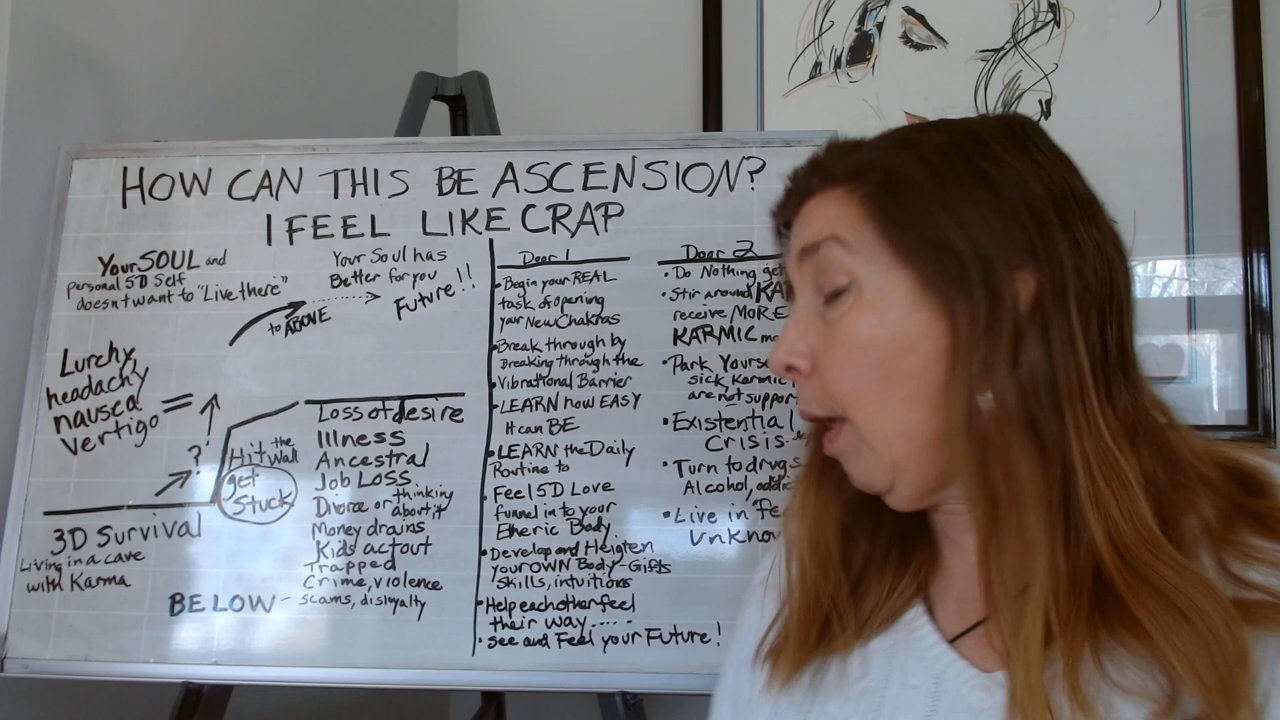 HOW CAN THIS BE ASCENSION?
I FEEL LIKE CRAP
Your SOUL and
personal 5D Self
doesn't want to "Live there"
Your Soul has
Better for you
Future!!
to ABOVE
Lurchy,
headachy
nausea
vertigo =
?
Hit the Wall
get
stuck
3D Survival
Living in a cave
with Karma
BELOW -
Loss of desire
Illness
Ancestral
Job Loss
Divorce or thinking about it
Money drains
Kids act out
Trapped
Crime, violence
scams, disloyalty
Door 1
• Begin your REAL
task of opening
your New Chakras
• Break through by
Breaking through the
• Vibrational Barrier
• LEARN how EASY
it can BE
• LEARN the Daily
Routine to
• Feel 5D Love
funnel in to your
Etheric Body
• Develop and Heigten
your OWN Body-Gifts
Skills, intuitions
• Help each other feel
their way.....
• See and Feel your Future!
Door 2
• Do Nothing get
• Stir around KA
receive MORE
KARMIC
• Park Yourse
sick Karmic
are not suppor
• Existential
Crisis
• Turn to drugs
Alcohol, addic
• Live in Fe
Unknow